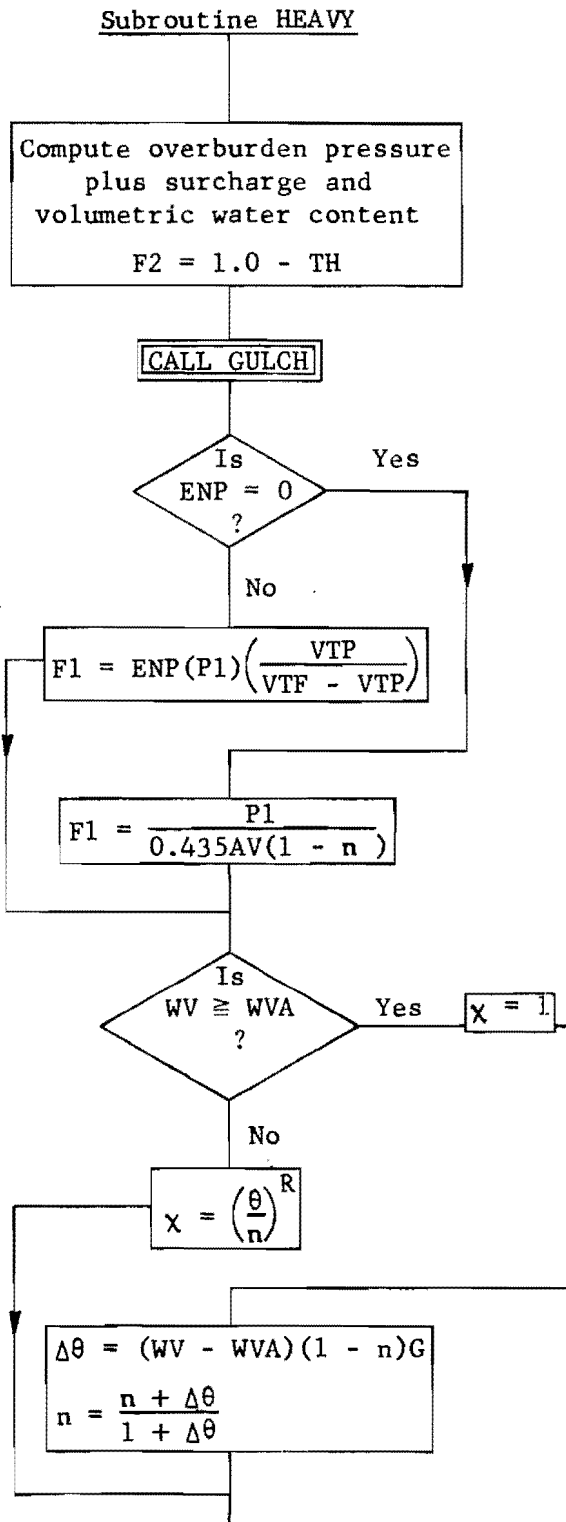 Subroutine HEAVY
Compute overburden pressure
plus surcharge and
volumetric water content
F2 = 1.0 - TH
CALL GULCH
Is
ENP = 0
?
Yes
No
F1 = ENP(P1)(VTP / (VTF - VTP))
F1 = P1 / (0.435AV(1 - n))
Is
WV ≧ WVA
?
Yes
χ = 1
No
χ = (θ/n)^R
Δθ = (WV - WVA)(1 - n)G
n = (n + Δθ) / (1 + Δθ)